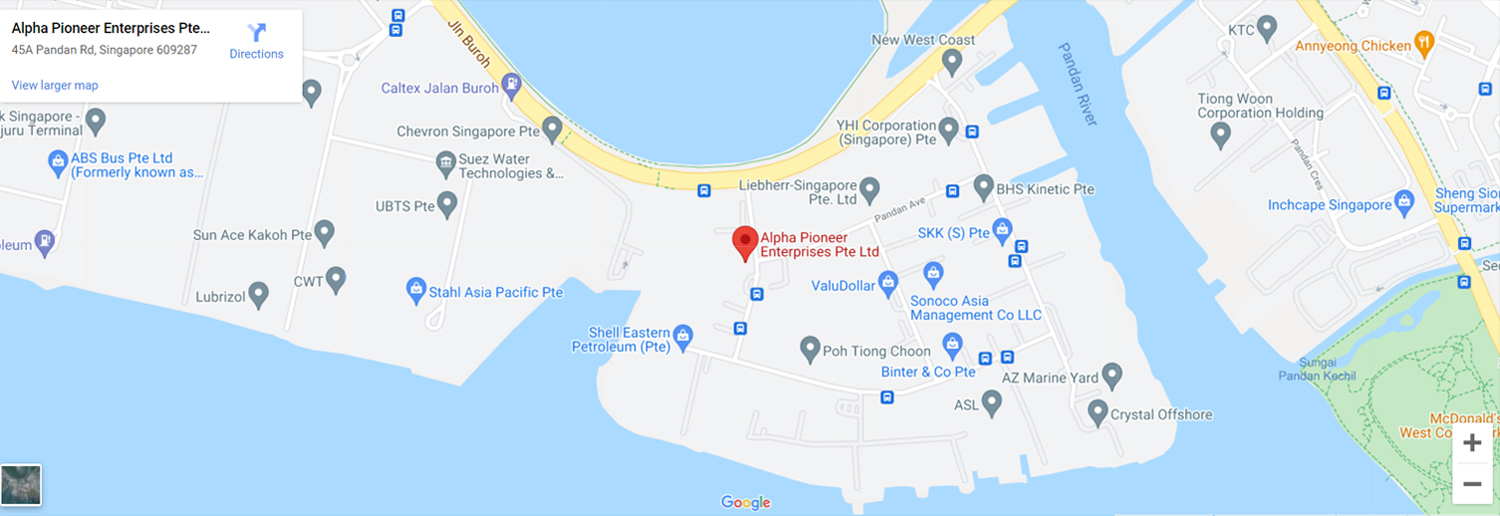 Alpha Pioneer Enterprises Pte...
45A Pandan Rd, Singapore 609287
Directions
View larger map
Jln Buroh
New West Coast
KTC
Annyeong Chicken
Pandan River
Caltex Jalan Buroh
Tiong Woon
Corporation Holding
k Singapore -
juru Terminal
Chevron Singapore Pte
YHI Corporation
(Singapore) Pte
ABS Bus Pte Ltd
(Formerly known as...
Suez Water
Technologies &...
Pandan Cres
Liebherr-Singapore
Pte. Ltd
BHS Kinetic Pte
UBTS Pte
Pandan Ave
Inchcape Singapore
Sheng Sion
Supermark
Sun Ace Kakoh Pte
oleum
Alpha Pioneer
Enterprises Pte Ltd
SKK (S) Pte
Se
CWT
Lubrizol
Stahl Asia Pacific Pte
ValuDollar
Sonoco Asia
Management Co LLC
Shell Eastern
Petroleum (Pte)
Poh Tiong Choon
Binter & Co Pte
AZ Marine Yard
Sungai
Pandan Kechil
ASL
Crystal Offshore
McDonald's
West Co rk
Google